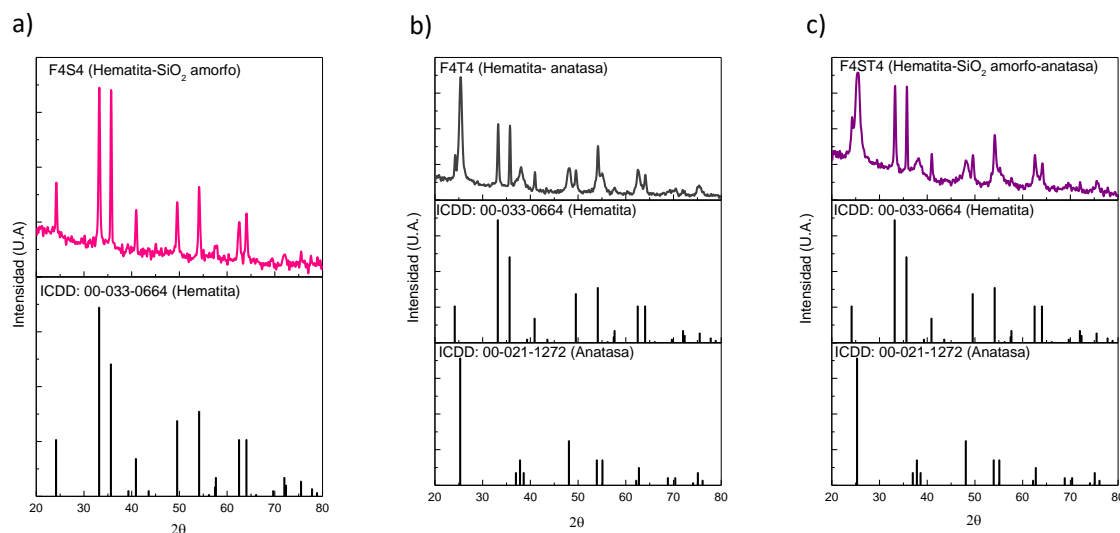 a)
F4S4 (Hematita-SiO₂ amorfo)
ICDD: 00-033-0664 (Hematita)
Intensidad (U.A)
20 30 40 50 60 70 80
2θ
b)
F4T4 (Hematita- anatasa)
ICDD: 00-033-0664 (Hematita)
ICDD: 00-021-1272 (Anatasa)
Intensidad (U.A.)
20 30 40 50 60 70 80
2θ
c)
F4ST4 (Hematita-SiO₂ amorfo-anatasa)
ICDD: 00-033-0664 (Hematita)
ICDD: 00-021-1272 (Anatasa)
Intensidad (U.A.)
20 30 40 50 60 70 80
2θ